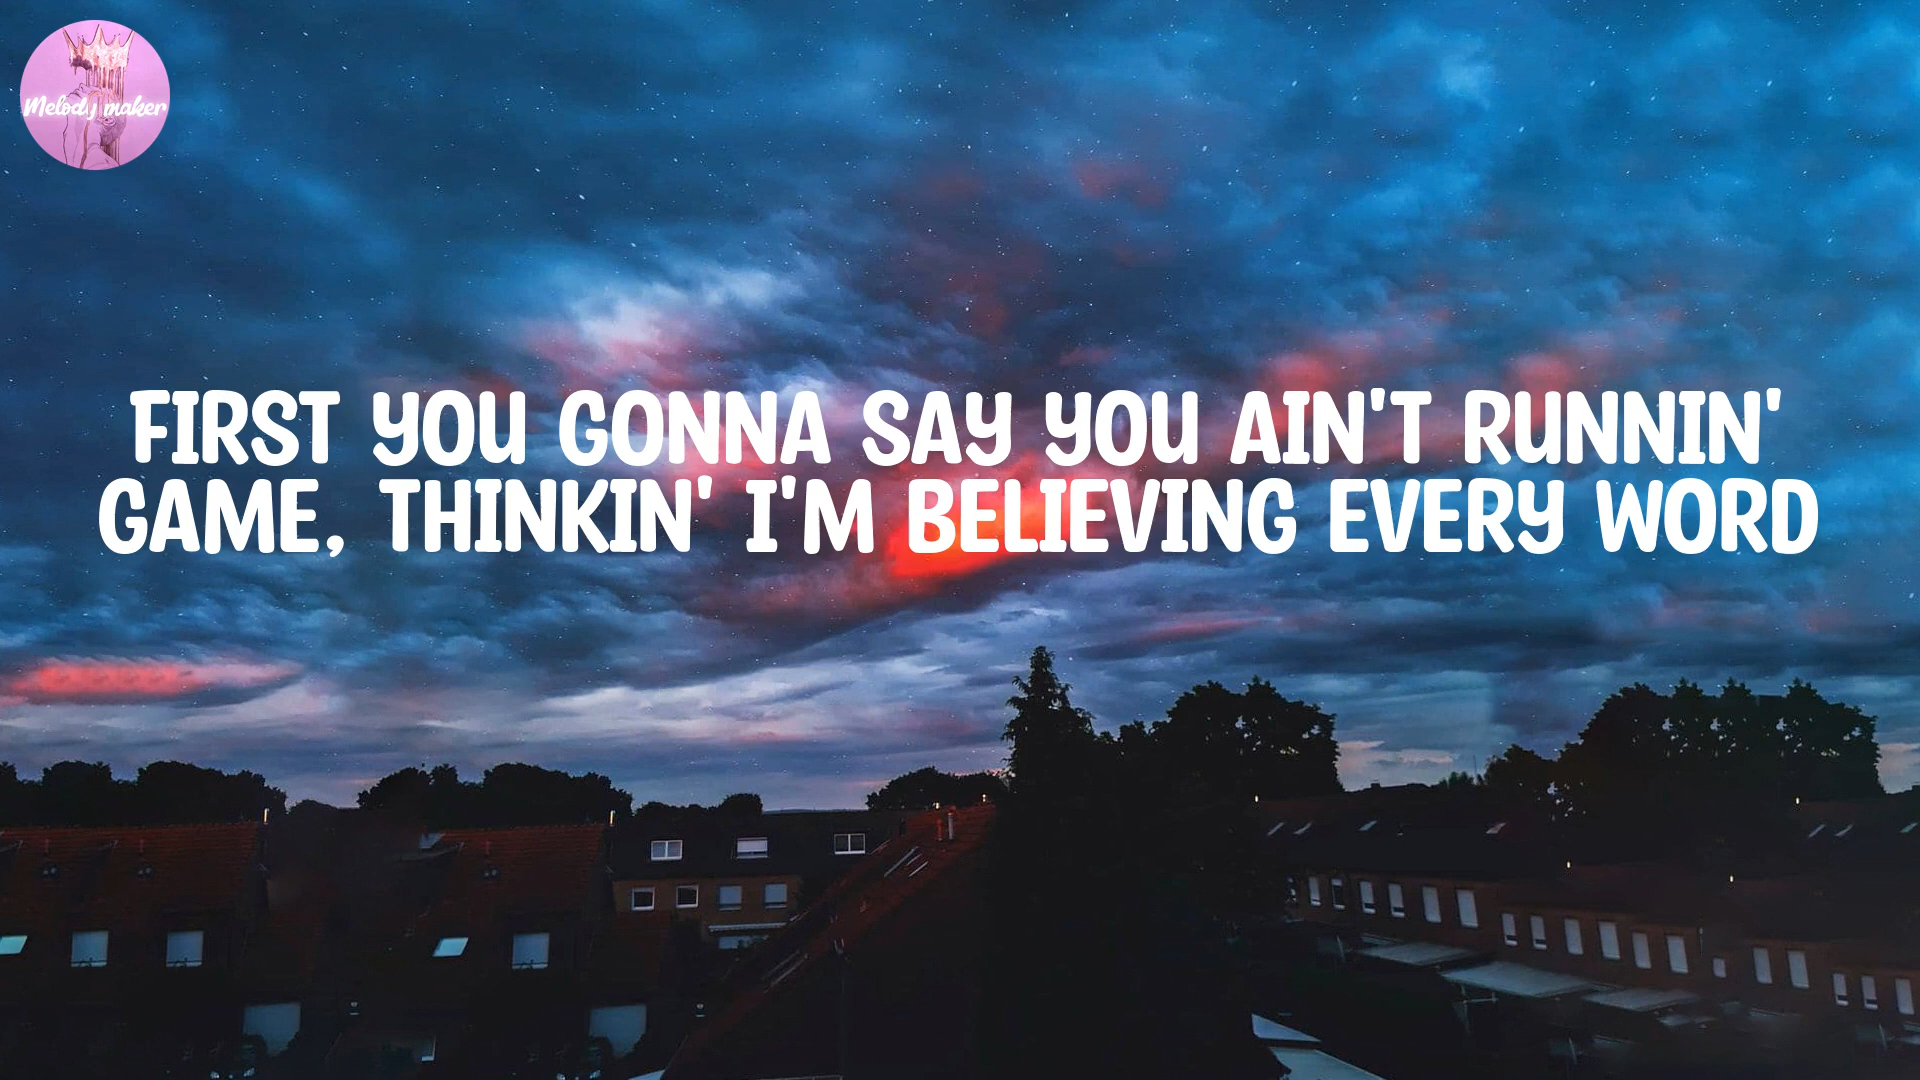 Melody maker
FIRST YOU GONNA SAY YOU AIN'T RUNNIN'
GAME, THINKIN' I'M BELIEVING EVERY WORD